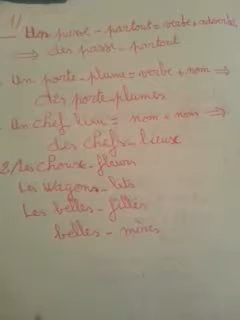 1) Un passe-partout = verbe + adverbe
⇒ des passe-partout
Un porte-plume = verbe + nom ⇒
des porte-plumes
Un chef lieu = nom + nom ⇒
des chefs-lieux
2/ Les choux-fleurs
Les wagons-lits
Les belles-filles
belles-mères